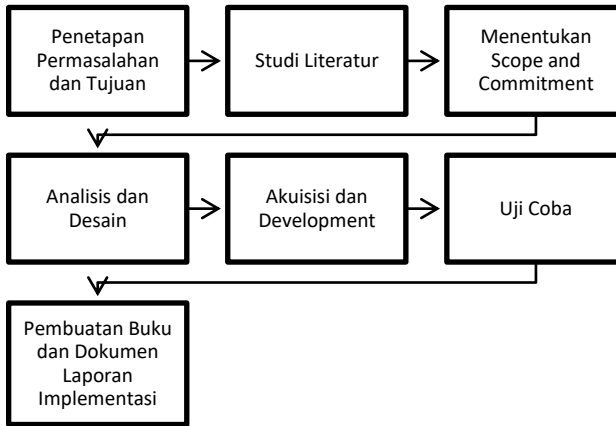 Penetapan
Permasalahan
dan Tujuan
Studi Literatur
Menentukan
Scope and
Commitment
Analisis dan
Desain
Akuisisi dan
Development
Uji Coba
Pembuatan Buku
dan Dokumen
Laporan
Implementasi